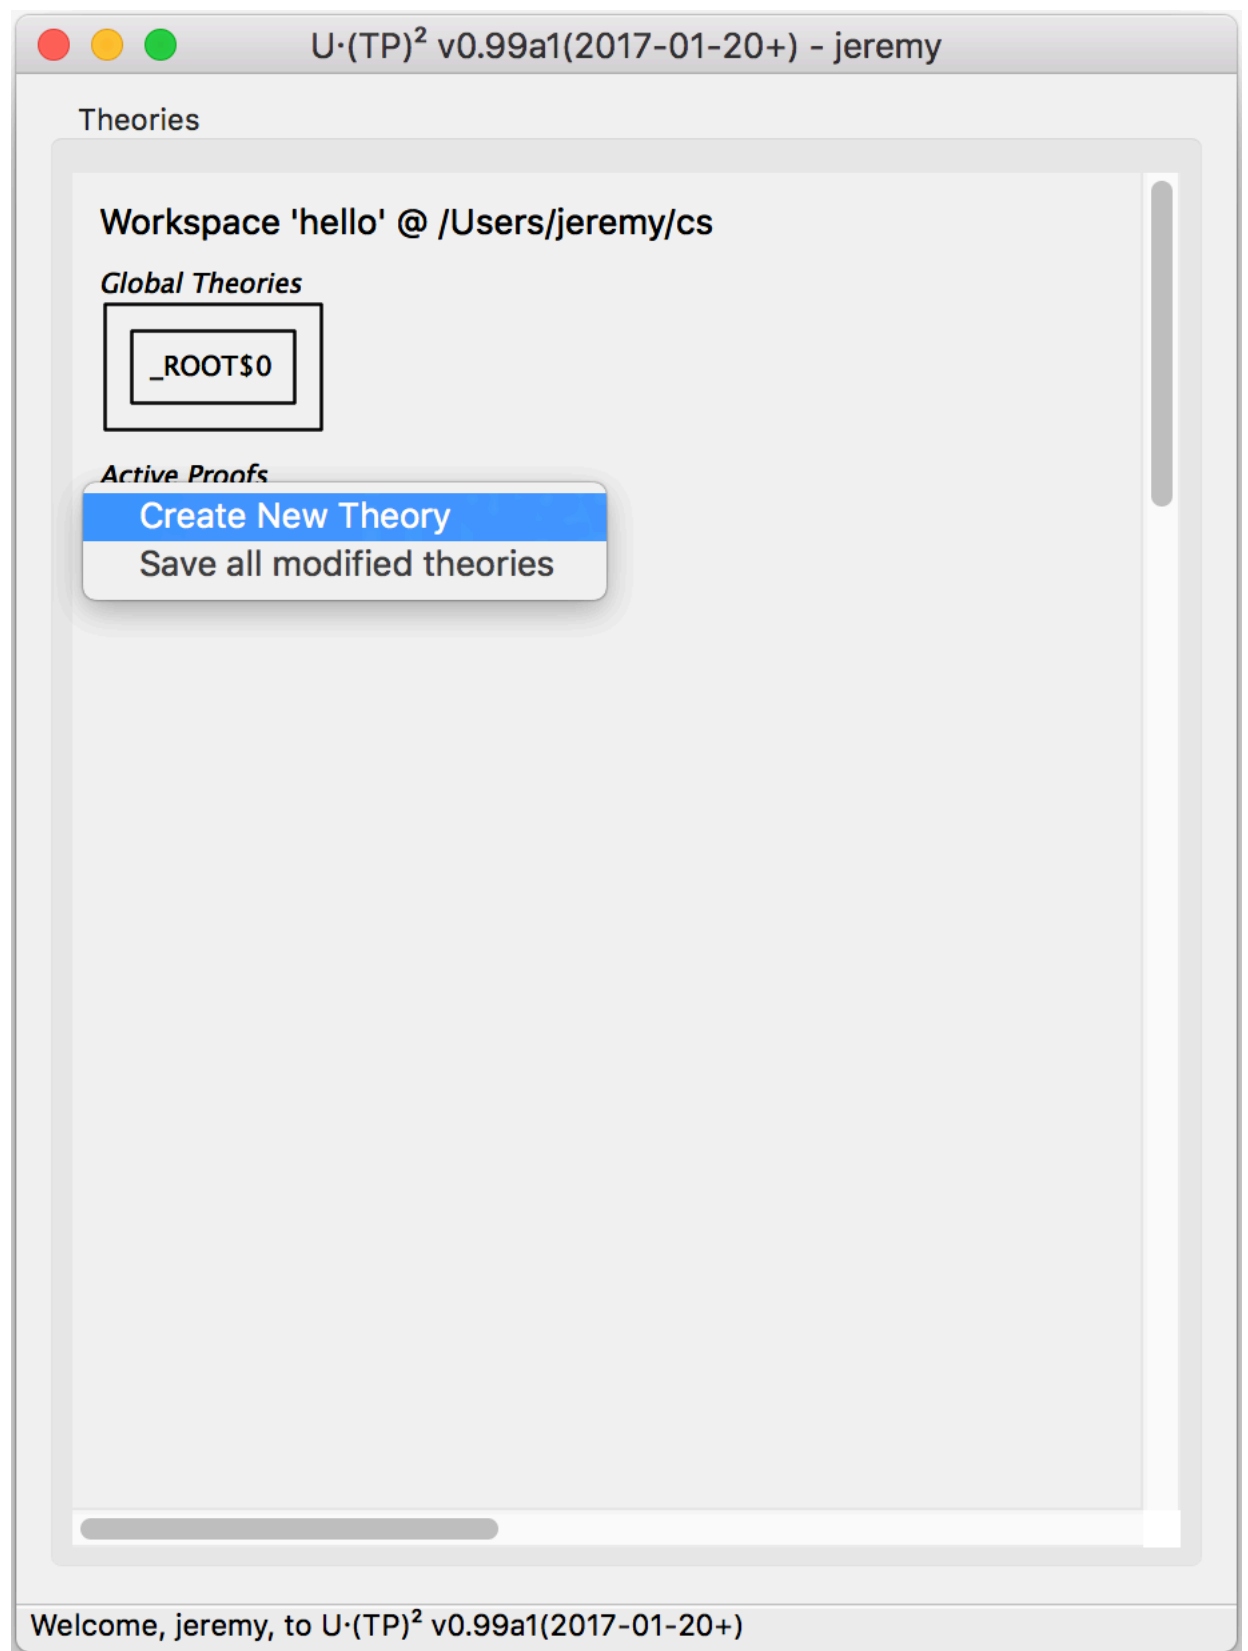 U·(TP)² v0.99a1(2017-01-20+) - jeremy
Theories
Workspace 'hello' @ /Users/jeremy/cs
Global Theories
_ROOT$0
Active Proofs
Create New Theory
Save all modified theories
Welcome, jeremy, to U·(TP)² v0.99a1(2017-01-20+)